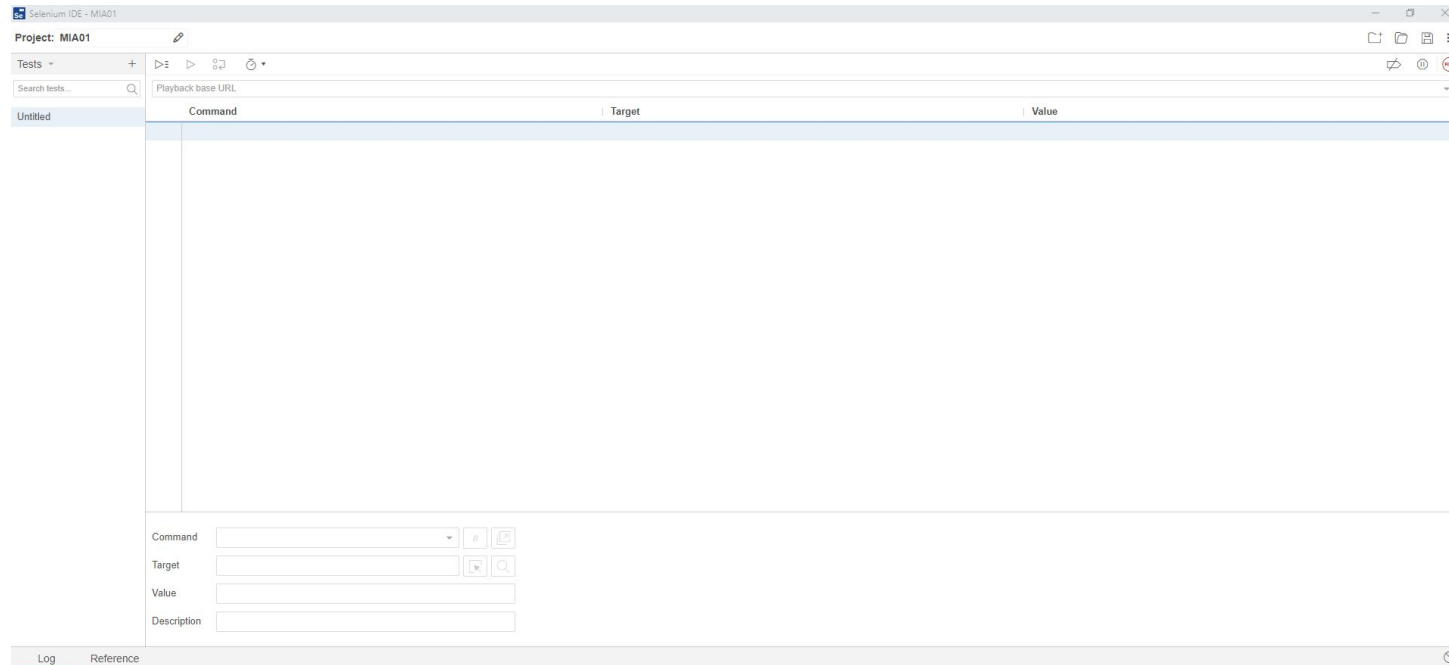 Se Selenium IDE - MIA01
Project: MIA01
Tests
Search tests...
Playback base URL
Untitled
Command Target Value
Command
//
Target
Value
Description
Log Reference